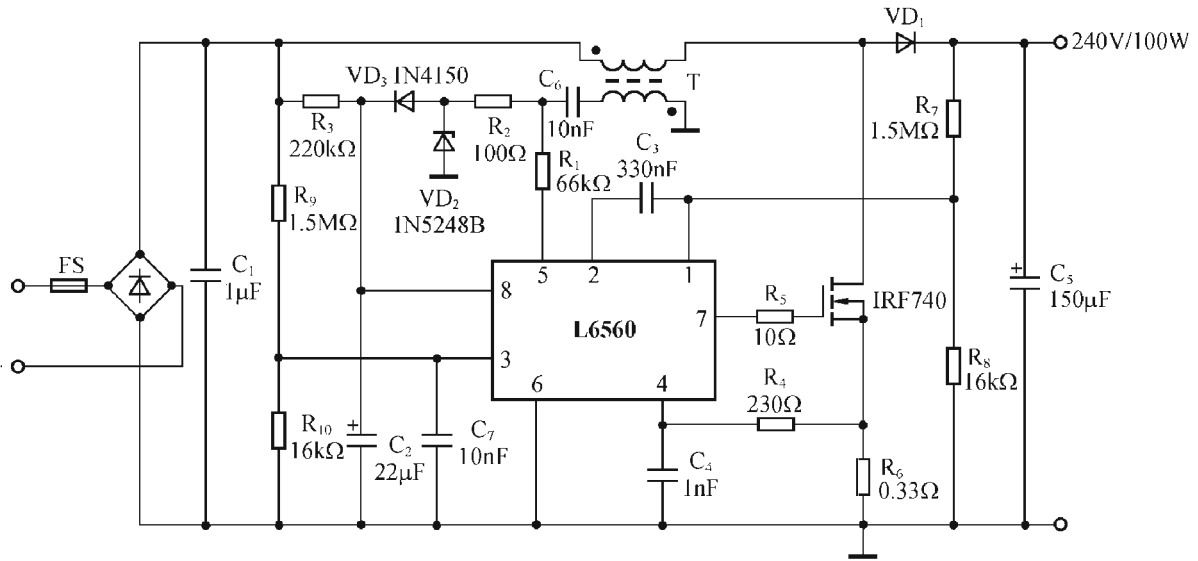 VD₁
240V/100W
VD₃ 1N4150
C₆
T
R₇
1.5MΩ
R₃
220kΩ
R₂
100Ω
10nF
C₃
330nF
R₁
66kΩ
R₉
1.5MΩ
VD₂
1N5248B
FS
C₁
1μF
5
2
1
8
7
L6560
R₅
10Ω
IRF740
C₅
150μF
3
6
4
R₄
230Ω
R₈
16kΩ
R₁₀
16kΩ
C₂
22μF
C₇
10nF
C₄
1nF
R₆
0.33Ω